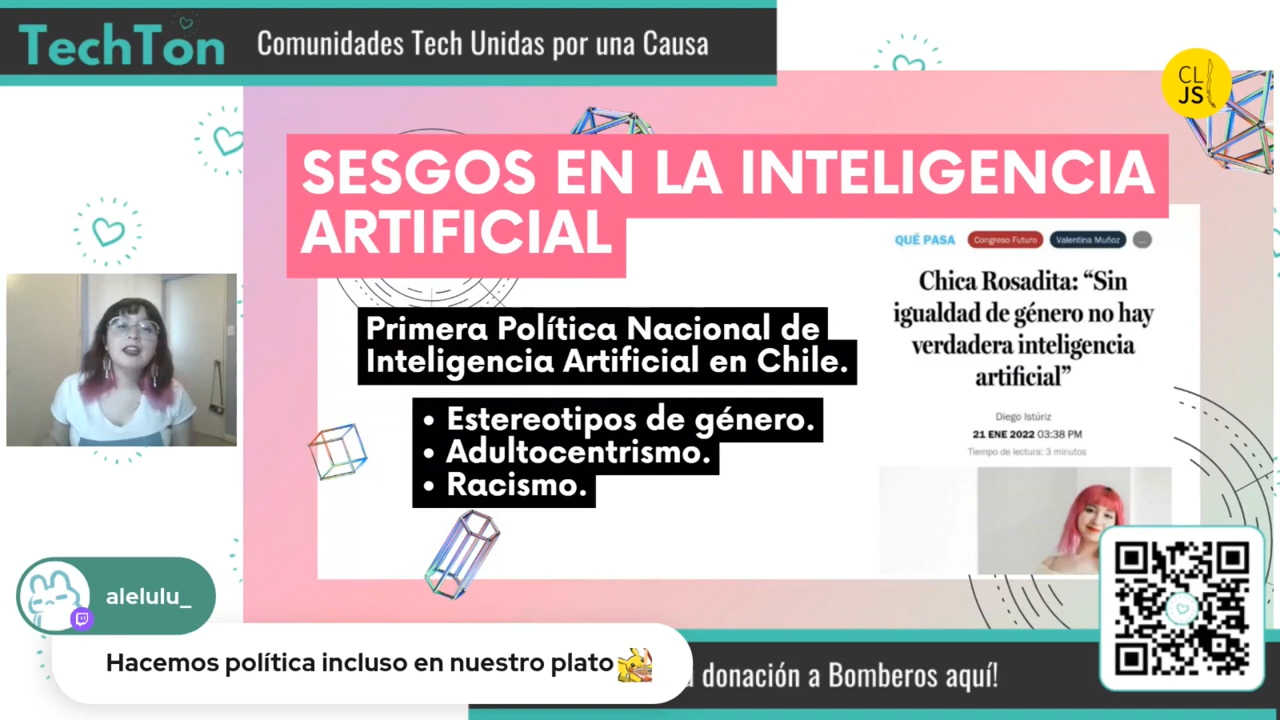 TechTon
Comunidades Tech Unidas por una Causa
CL
JS
SESGOS EN LA INTELIGENCIA
ARTIFICIAL
Primera Política Nacional de
Inteligencia Artificial en Chile.
• Estereotipos de género.
• Adultocentrismo.
• Racismo.
QUÉ PASA
Congreso Futuro
Valentina Muñoz
...
Chica Rosadita: “Sin
igualdad de género no hay
verdadera inteligencia
artificial”
Diego Istúriz
21 ENE 2022 03:38 PM
Tiempo de lectura: 3 minutos
alelulu_
Hacemos política incluso en nuestro plato
donación a Bomberos aquí!